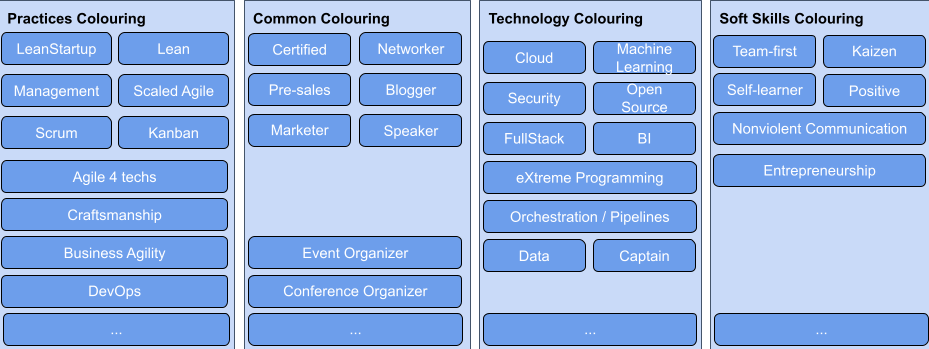 Practices Colouring
LeanStartup
Lean
Management
Scaled Agile
Scrum
Kanban
Agile 4 techs
Craftsmanship
Business Agility
DevOps
...
Common Colouring
Certified
Networker
Pre-sales
Blogger
Marketer
Speaker
Event Organizer
Conference Organizer
...
Technology Colouring
Cloud
Machine
Learning
Security
Open
Source
FullStack
BI
eXtreme Programming
Orchestration / Pipelines
Data
Captain
...
Soft Skills Colouring
Team-first
Kaizen
Self-learner
Positive
Nonviolent Communication
Entrepreneurship
...